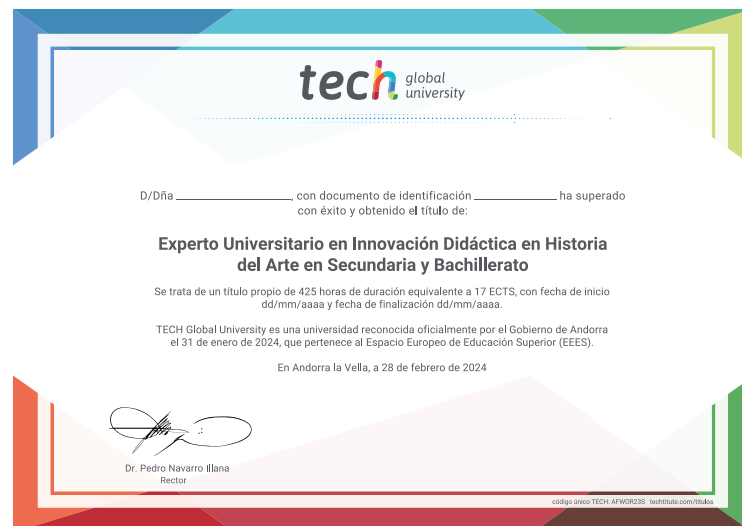 tech global university
D/Dña ____________________, con documento de identificación ______________ ha superado
con éxito y obtenido el título de:
Experto Universitario en Innovación Didáctica en Historia
del Arte en Secundaria y Bachillerato
Se trata de un título propio de 425 horas de duración equivalente a 17 ECTS, con fecha de inicio
dd/mm/aaaa y fecha de finalización dd/mm/aaaa.
TECH Global University es una universidad reconocida oficialmente por el Gobierno de Andorra
el 31 de enero de 2024, que pertenece al Espacio Europeo de Educación Superior (EEES).
En Andorra la Vella, a 28 de febrero de 2024
Dr. Pedro Navarro Illana
Rector
código único TECH: AFWOR23S techtitute.com/titulos